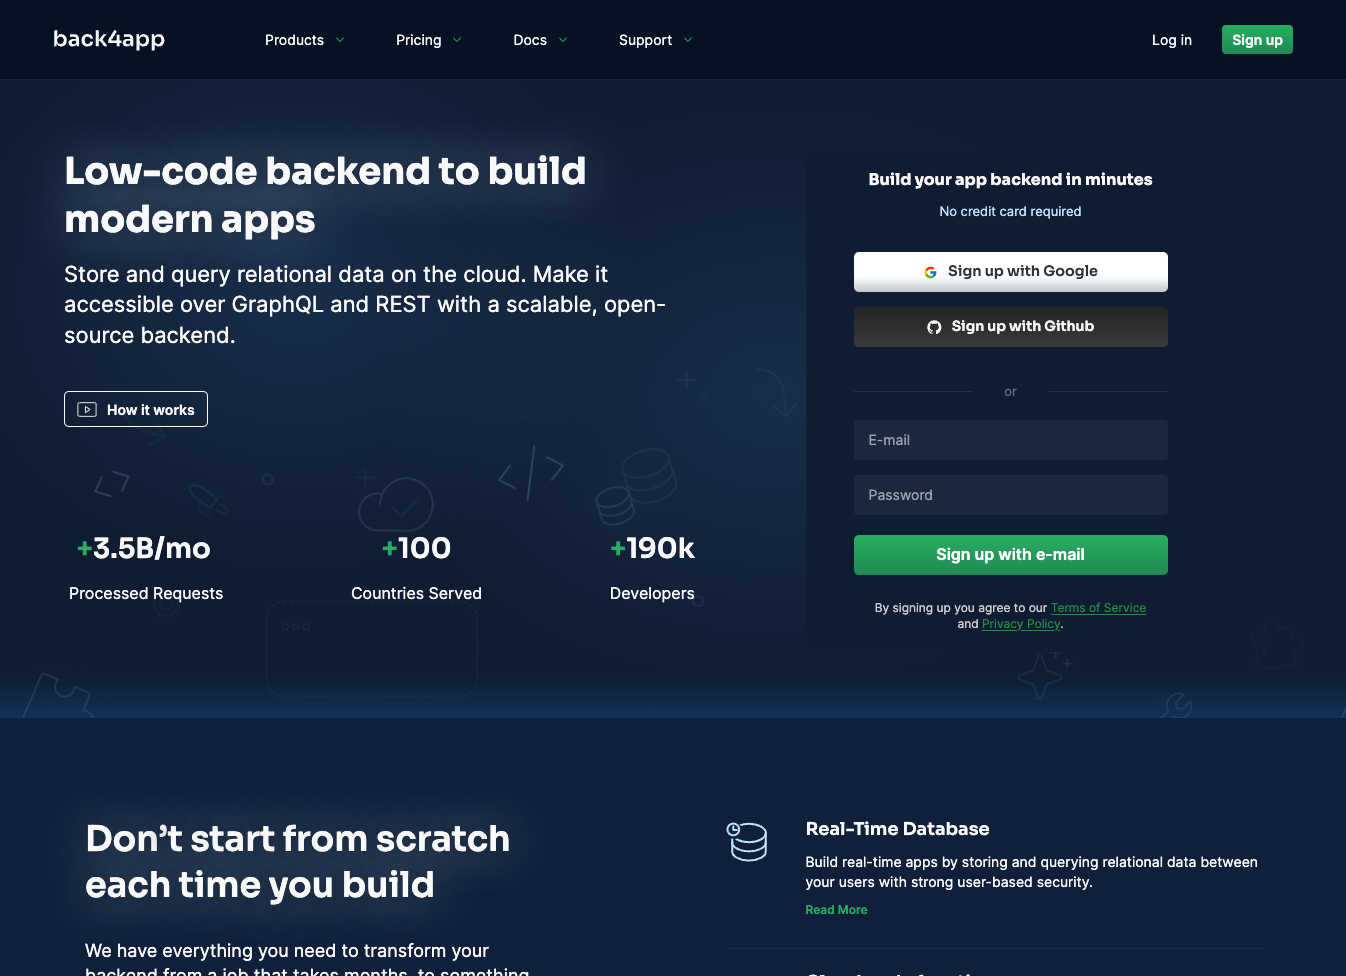 back4app
Products
Pricing
Docs
Support
Log in
Sign up
Low-code backend to build
modern apps
Store and query relational data on the cloud. Make it
accessible over GraphQL and REST with a scalable, open-
source backend.
How it works
+3.5B/mo
Processed Requests
+100
Countries Served
+190k
Developers
Build your app backend in minutes
No credit card required
Sign up with Google
Sign up with Github
or
E-mail
Password
Sign up with e-mail
By signing up you agree to our Terms of Service
and Privacy Policy.
Don’t start from scratch
each time you build
We have everything you need to transform your
backend from a job that takes months, to something
Real-Time Database
Build real-time apps by storing and querying relational data between
your users with strong user-based security.
Read More